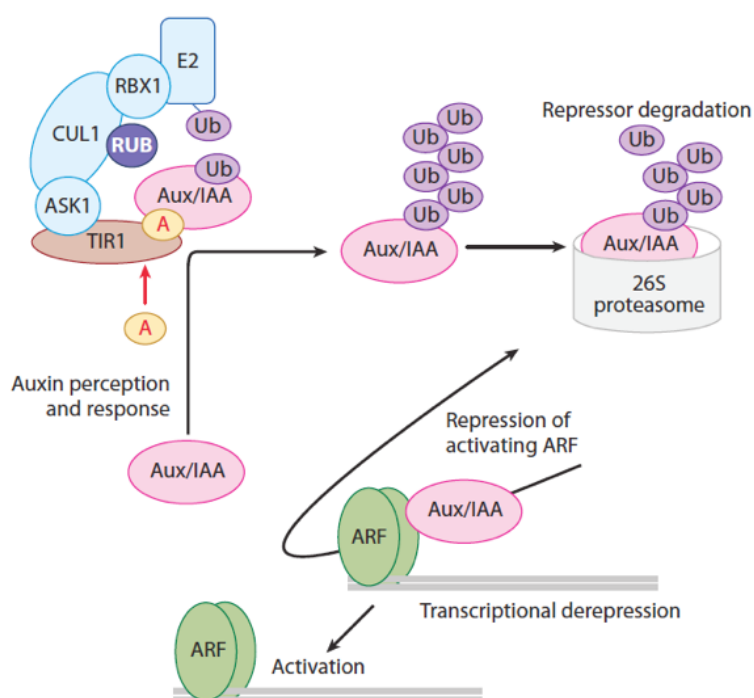 E2
RBX1
Ub
CUL1
RUB
Ub
Aux/IAA
ASK1
A
TIR1
A
Auxin perception
and response
Aux/IAA
Ub
Ub
Ub
Ub
Ub
Ub
Ub
Aux/IAA
Repressor degradation
Ub
Ub
Ub
Ub
Ub
Aux/IAA
26S
proteasome
Repression of
activating ARF
Aux/IAA
ARF
Transcriptional derepression
ARF
Activation